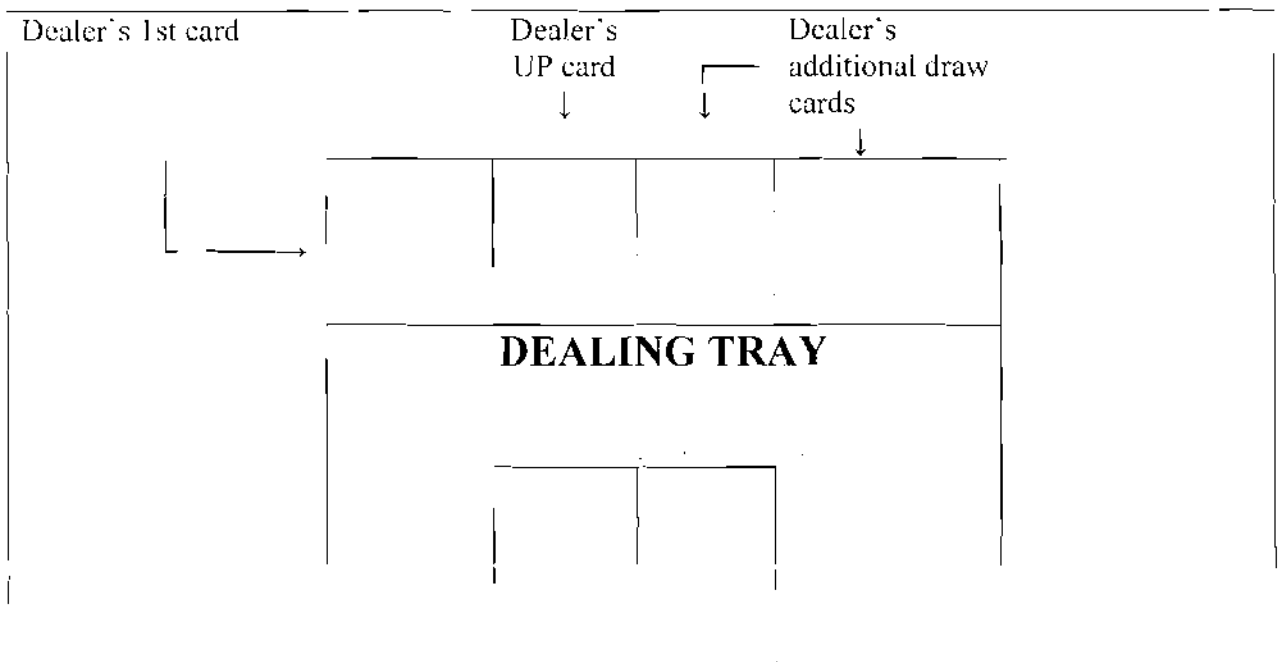 Dealer`s 1st card
Dealer`s
UP card
Dealer`s
additional draw
cards
DEALING TRAY